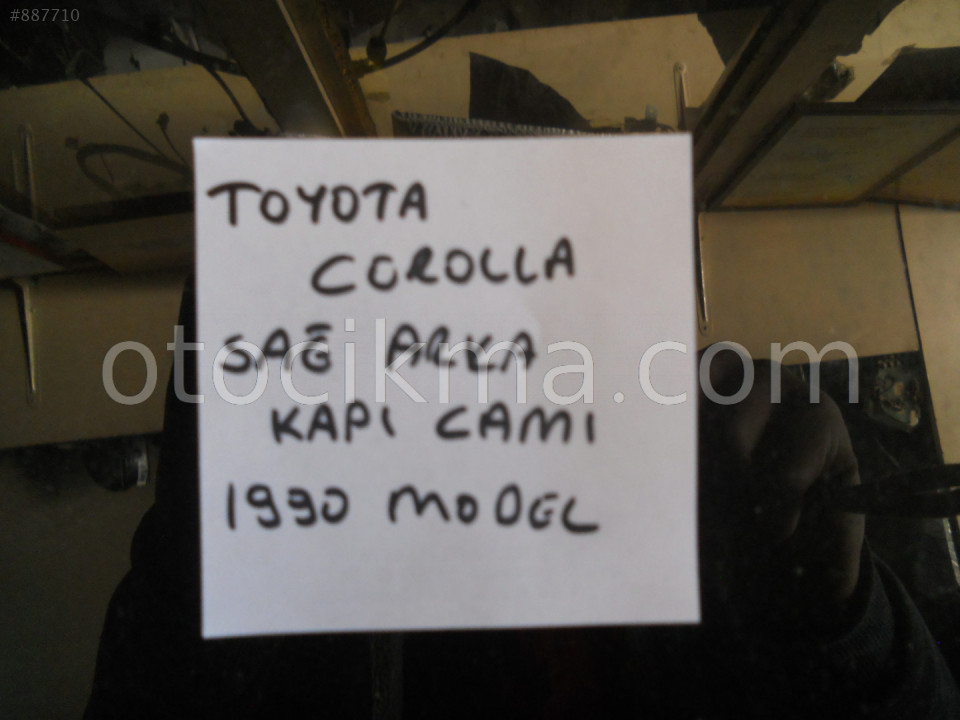 #887710
TOYOTA
COROLLA
SAĞ ARKA
otocikma.com
KAPI CAMI
1990 MODEL